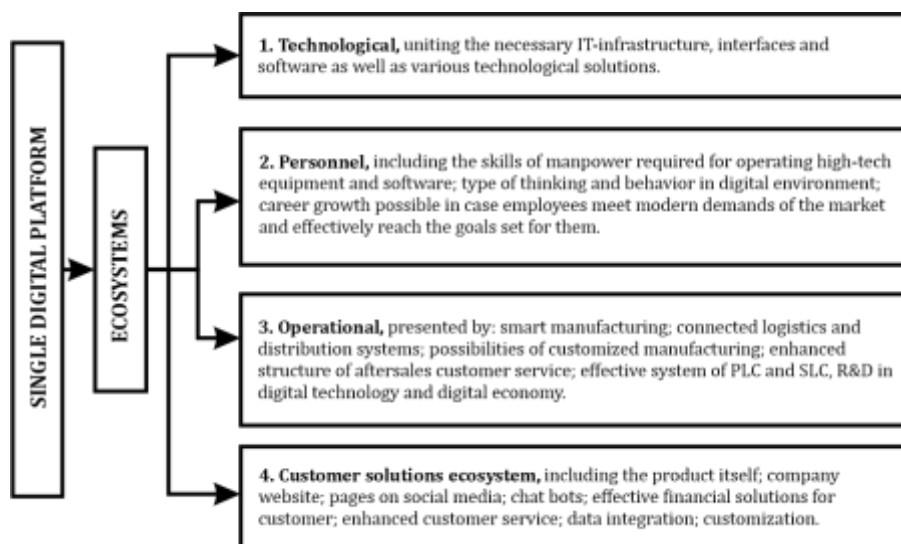 SINGLE DIGITAL PLATFORM
ECOSYSTEMS
1. Technological, uniting the necessary IT-infrastructure, interfaces and
software as well as various technological solutions.
2. Personnel, including the skills of manpower required for operating high-tech
equipment and software; type of thinking and behavior in digital environment;
career growth possible in case employees meet modern demands of the market
and effectively reach the goals set for them.
3. Operational, presented by: smart manufacturing; connected logistics and
distribution systems; possibilities of customized manufacturing; enhanced
structure of aftersales customer service; effective system of PLC and SLC, R&D in
digital technology and digital economy.
4. Customer solutions ecosystem, including the product itself; company
website; pages on social media; chat bots; effective financial solutions for
customer; enhanced customer service; data integration; customization.